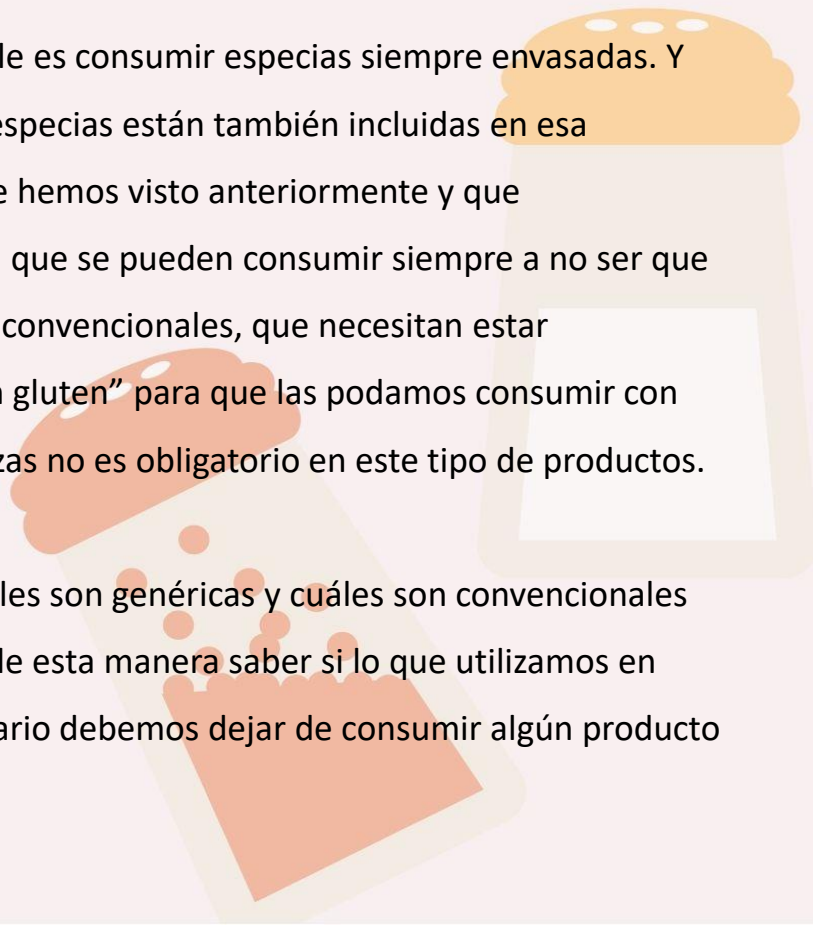 le es consumir especias siempre envasadas. Y
especias están también incluidas en esa
e hemos visto anteriormente y que
que se pueden consumir siempre a no ser que
convencionales, que necesitan estar
n gluten” para que las podamos consumir con
zas no es obligatorio en este tipo de productos.
les son genéricas y cuáles son convencionales
de esta manera saber si lo que utilizamos en
ario debemos dejar de consumir algún producto